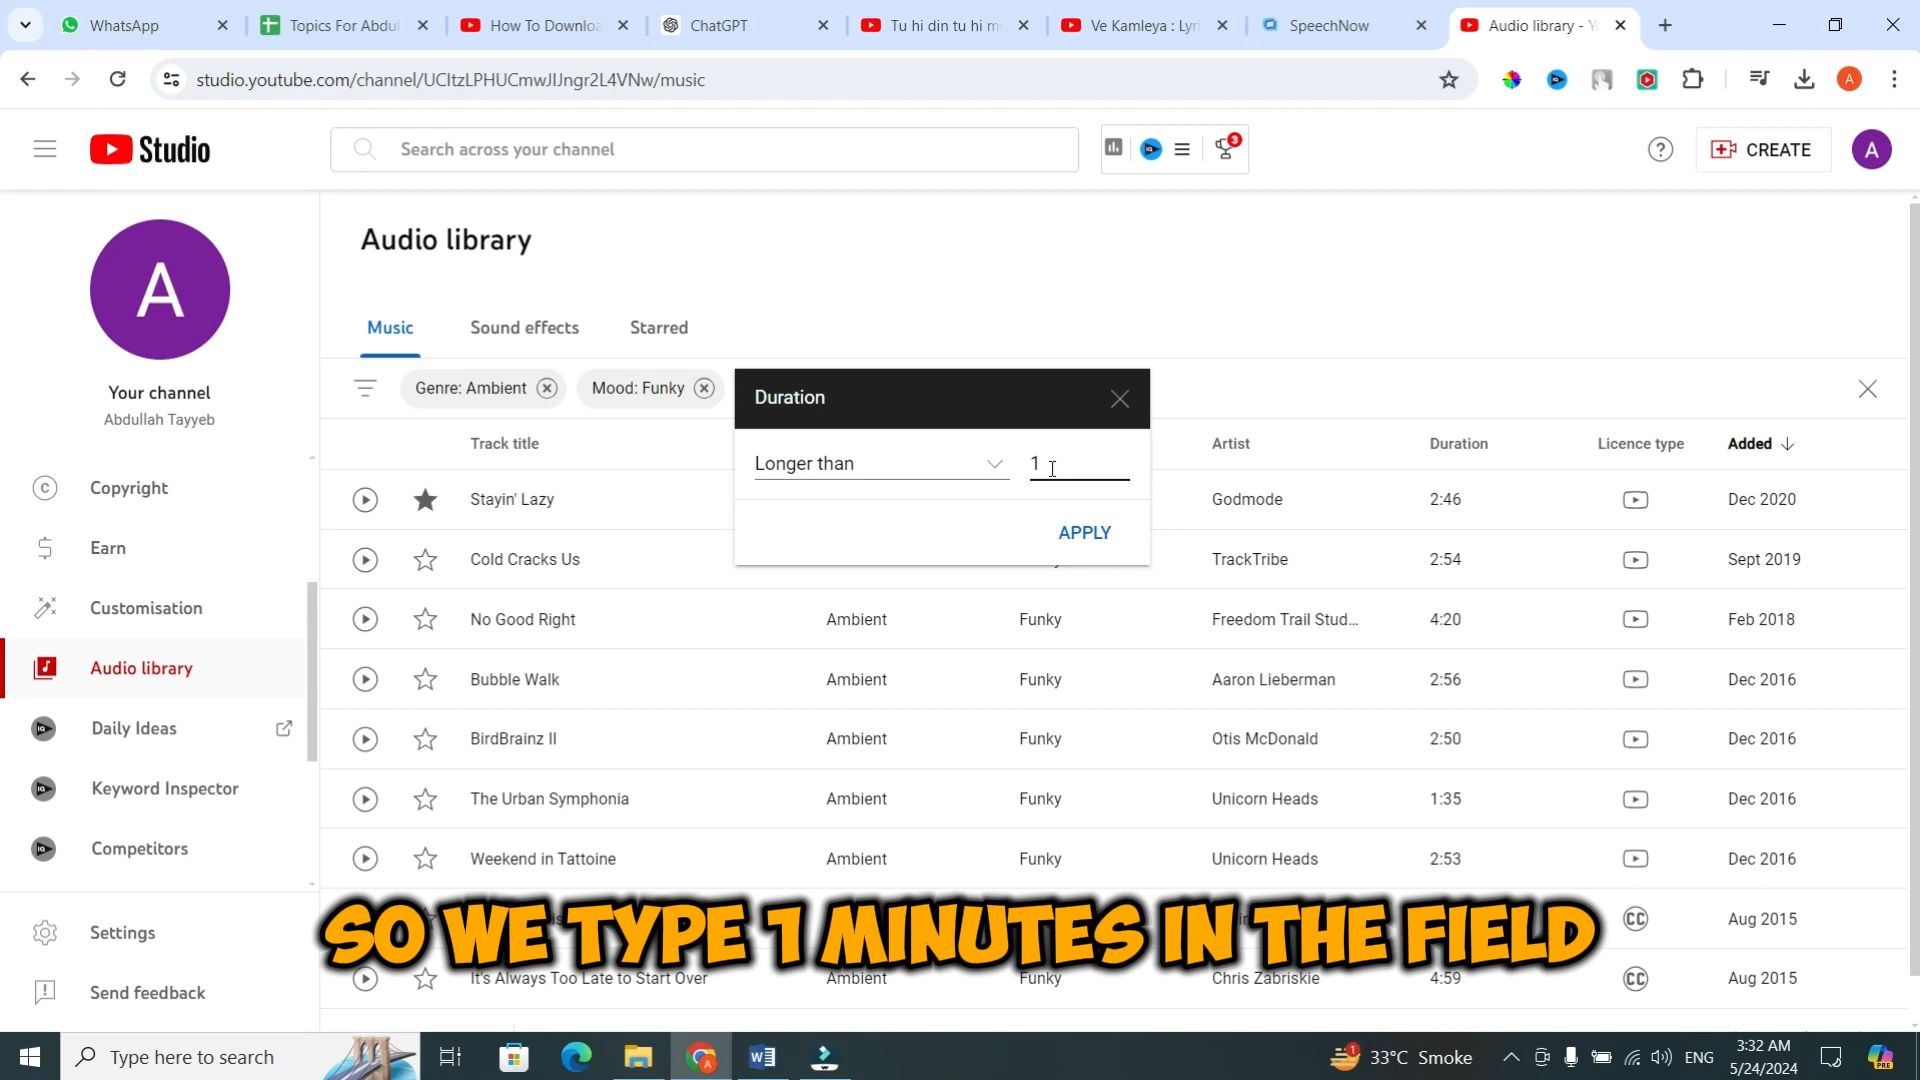 WhatsApp
Topics For Abdul
How To Downloa
ChatGPT
Tu hi din tu hi m
Ve Kamleya : Lyri
SpeechNow
Audio library - Yo
studio.youtube.com/channel/UCItzLPHUCmwJIJngr2L4VNw/music
A
Studio
Search across your channel
3
CREATE
A
A
Your channel
Abdullah Tayyeb
Copyright
Earn
Customisation
Audio library
Daily Ideas
Keyword Inspector
Competitors
Settings
Send feedback
Audio library
Music Sound effects Starred
Genre: Ambient Mood: Funky
Duration
Longer than 1
APPLY
Track title Artist Duration Licence type Added
Stayin' Lazy Godmode 2:46 Dec 2020
Cold Cracks Us TrackTribe 2:54 Sept 2019
No Good Right Ambient Funky Freedom Trail Stud... 4:20 Feb 2018
Bubble Walk Ambient Funky Aaron Lieberman 2:56 Dec 2016
BirdBrainz II Ambient Funky Otis McDonald 2:50 Dec 2016
The Urban Symphonia Ambient Funky Unicorn Heads 1:35 Dec 2016
Weekend in Tattoine Ambient Funky Unicorn Heads 2:53 Dec 2016
CC Aug 2015
SO WE TYPE 1 MINUTES IN THE FIELD
It's Always Too Late to Start Over Ambient Funky Chris Zabriskie 4:59 CC Aug 2015
Type here to search
33°C Smoke
ENG
3:32 AM
5/24/2024